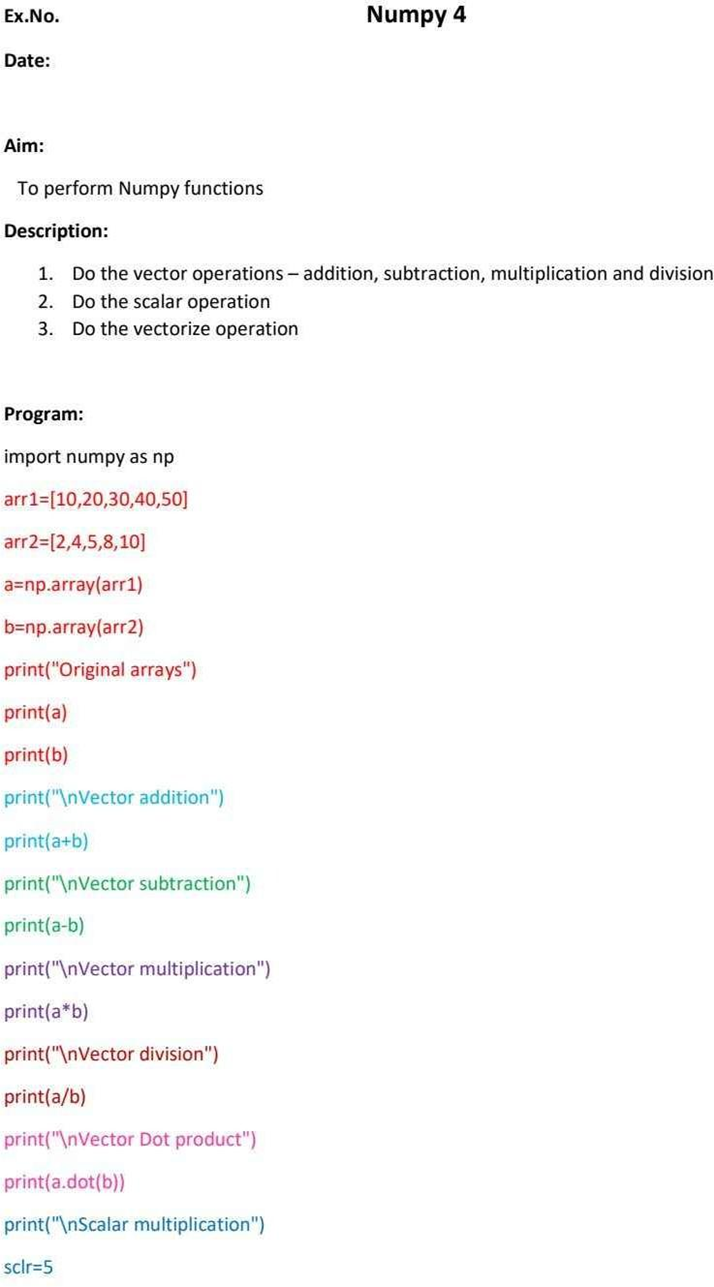 Ex.No. Numpy 4
Date:
Aim:
To perform Numpy functions
Description:
1. Do the vector operations – addition, subtraction, multiplication and division
2. Do the scalar operation
3. Do the vectorize operation
Program:
import numpy as np
arr1=[10,20,30,40,50]
arr2=[2,4,5,8,10]
a=np.array(arr1)
b=np.array(arr2)
print("Original arrays")
print(a)
print(b)
print("\nVector addition")
print(a+b)
print("\nVector subtraction")
print(a-b)
print("\nVector multiplication")
print(a*b)
print("\nVector division")
print(a/b)
print("\nVector Dot product")
print(a.dot(b))
print("\nScalar multiplication")
sclr=5